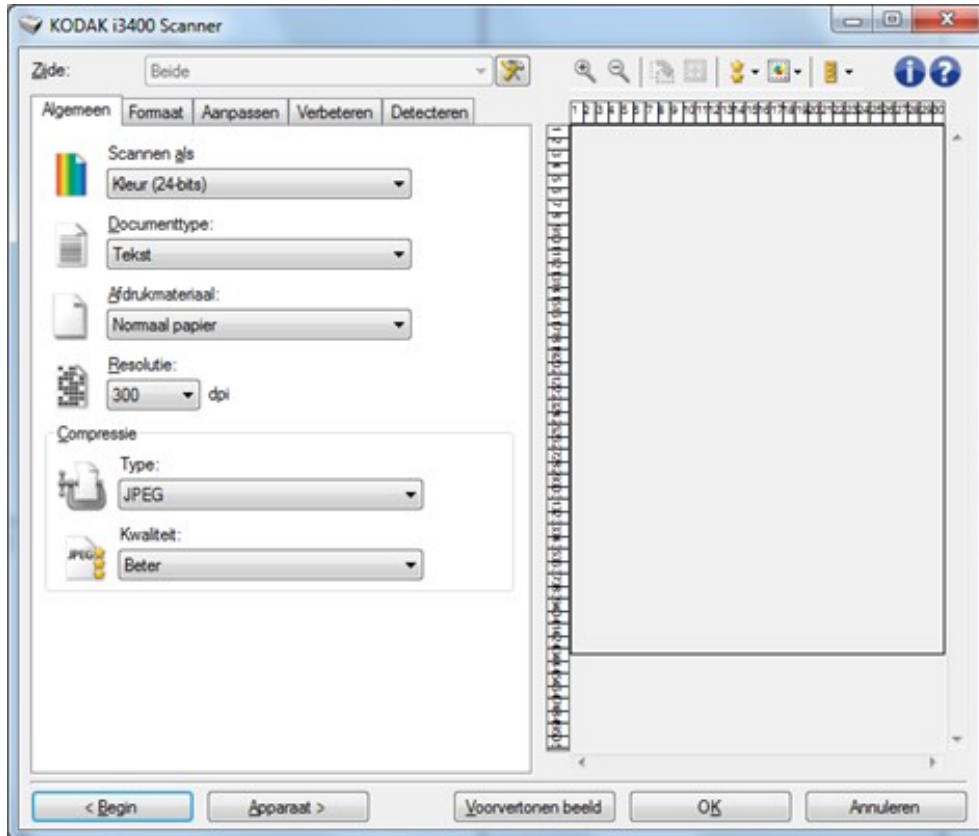 KODAK i3400 Scanner
Zijde:
Beide
Algemeen
Formaat
Aanpassen
Verbeteren
Detecteren
Scannen als
Kleur (24-bits)
Documenttype:
Tekst
Afdrukmateriaal:
Normaal papier
Resolutie:
300
dpi
Compressie
Type:
JPEG
JPEG
Kwaliteit:
Beter
< Begin
Apparaat >
Voorvertonen beeld
OK
Annuleren